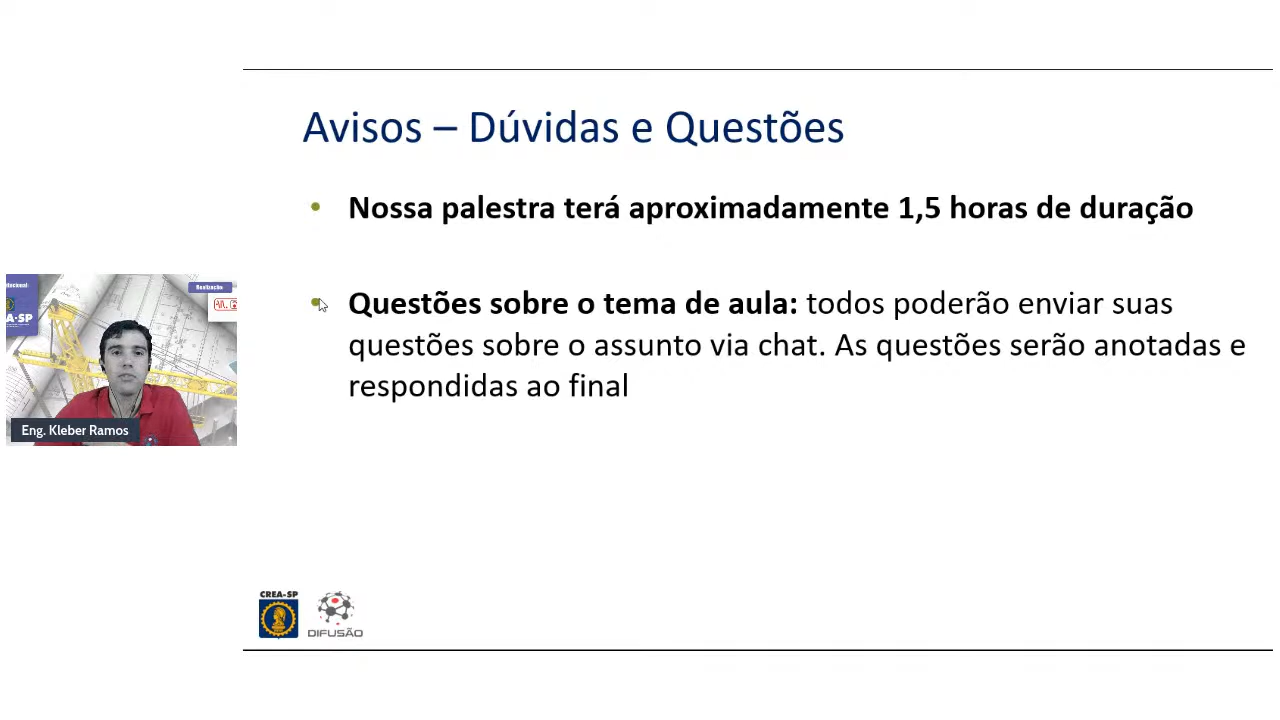 Avisos – Dúvidas e Questões
• Nossa palestra terá aproximadamente 1,5 horas de duração
• Questões sobre o tema de aula: todos poderão enviar suas
questões sobre o assunto via chat. As questões serão anotadas e
respondidas ao final
Realização
A-SP
Eng. Kleber Ramos
CREA-SP
DIFUSÃO